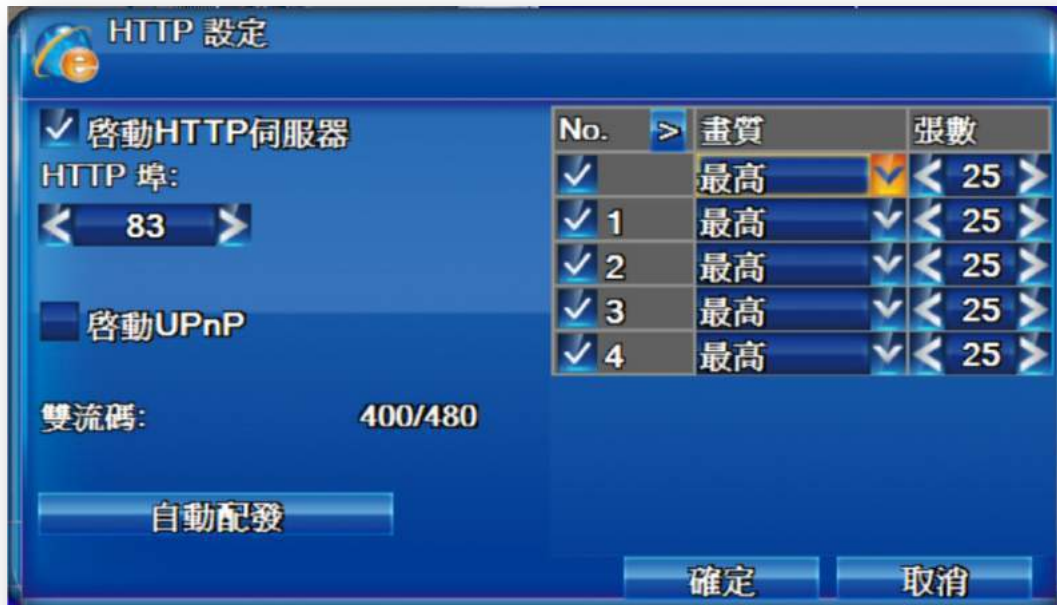 HTTP 設定
啓動HTTP伺服器
HTTP 埠:
83
啓動UPnP
雙流碼: 400/480
自動配發
No. > 畫質 張數
最高 25
1 最高 25
2 最高 25
3 最高 25
4 最高 25
確定 取消